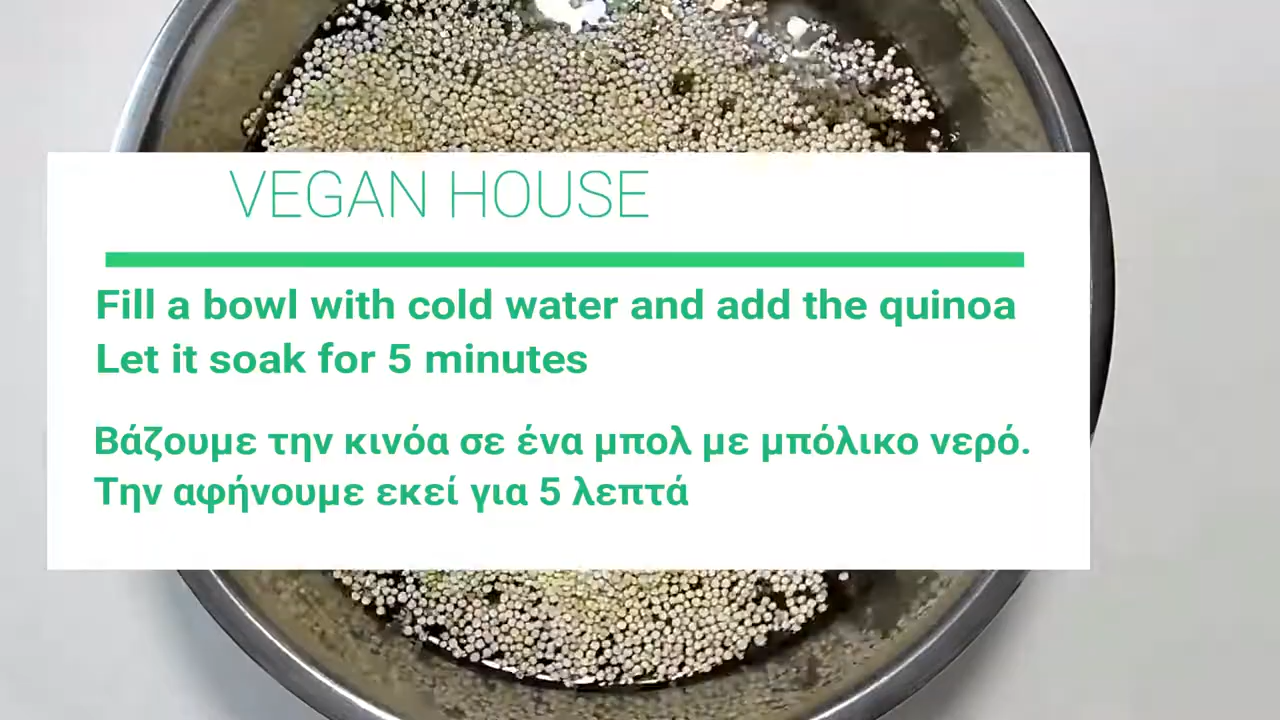 VEGAN HOUSE
Fill a bowl with cold water and add the quinoa
Let it soak for 5 minutes
Βάζουμε την κινόα σε ένα μπολ με μπόλικο νερό.
Την αφήνουμε εκεί για 5 λεπτά